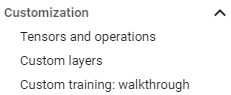 Customization
Tensors and operations
Custom layers
Custom training: walkthrough